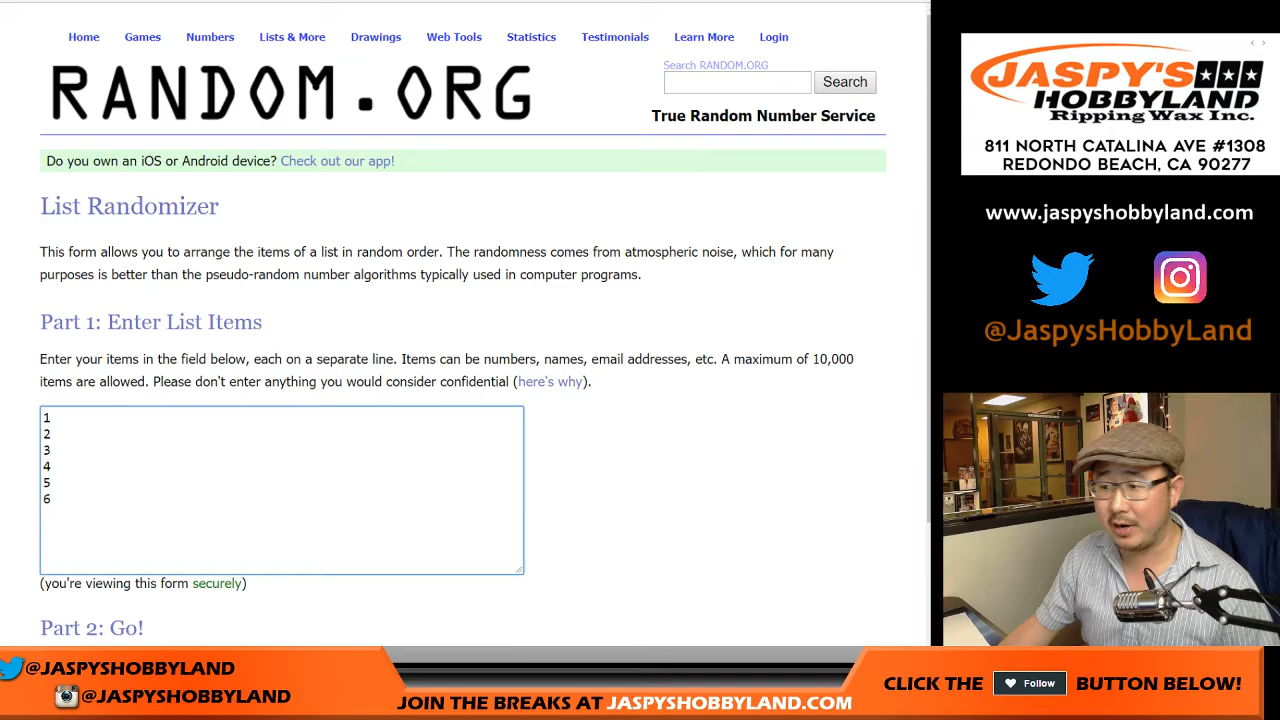 Home Games Numbers Lists & More Drawings Web Tools Statistics Testimonials Learn More Login
RANDOM.ORG
Search RANDOM.ORG
Search
True Random Number Service
Do you own an iOS or Android device? Check out our app!
List Randomizer
This form allows you to arrange the items of a list in random order. The randomness comes from atmospheric noise, which for many
purposes is better than the pseudo-random number algorithms typically used in computer programs.
Part 1: Enter List Items
Enter your items in the field below, each on a separate line. Items can be numbers, names, email addresses, etc. A maximum of 10,000
items are allowed. Please don't enter anything you would consider confidential (here's why).
1
2
3
4
5
6
(you're viewing this form securely)
Part 2: Go!
JASPY'S
HOBBYLAND
Ripping Wax Inc.
811 NORTH CATALINA AVE #1308
REDONDO BEACH, CA 90277
www.jaspyshobbyland.com
@JaspysHobbyLand
@JASPYSHOBBYLAND
@JASPYSHOBBYLAND
JOIN THE BREAKS AT JASPYSHOBBYLAND.COM
CLICK THE Follow BUTTON BELOW!